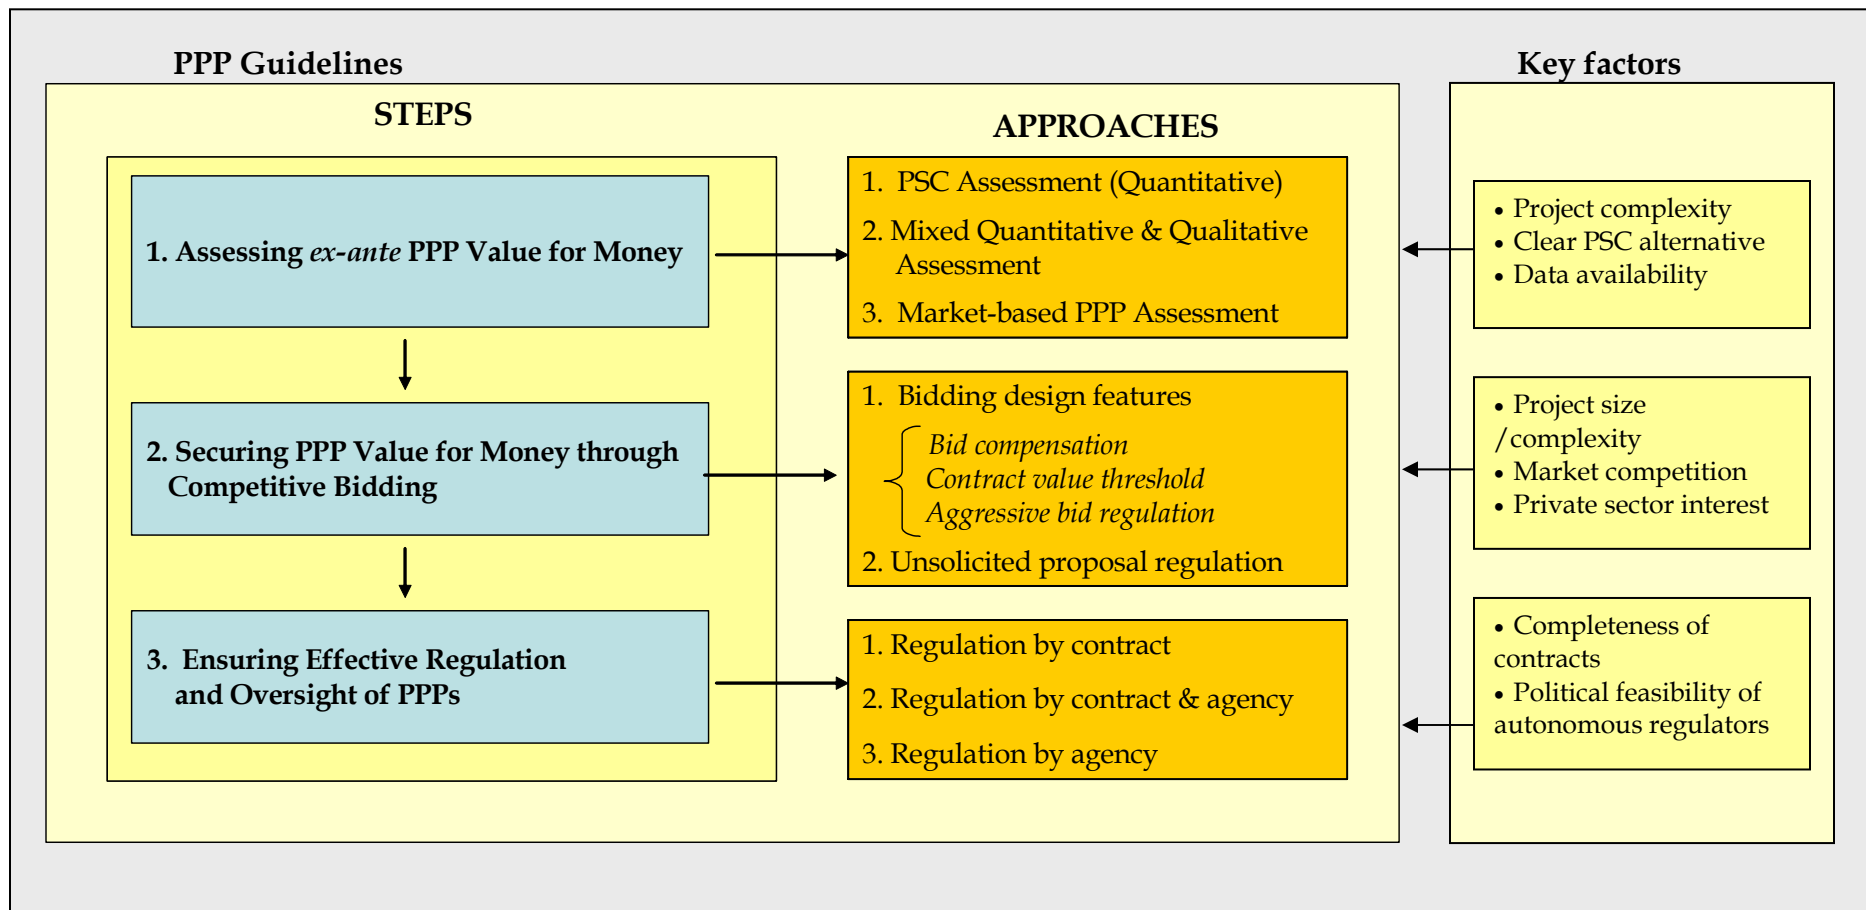 PPP Guidelines
STEPS
1. Assessing ex-ante PPP Value for Money
2. Securing PPP Value for Money through
Competitive Bidding
3. Ensuring Effective Regulation
and Oversight of PPPs
APPROACHES
1. PSC Assessment (Quantitative)
2. Mixed Quantitative & Qualitative
Assessment
3. Market-based PPP Assessment
1. Bidding design features
Bid compensation
Contract value threshold
Aggressive bid regulation
2. Unsolicited proposal regulation
1. Regulation by contract
2. Regulation by contract & agency
3. Regulation by agency
Key factors
• Project complexity
• Clear PSC alternative
• Data availability
• Project size
/complexity
• Market competition
• Private sector interest
• Completeness of
contracts
• Political feasibility of
autonomous regulators